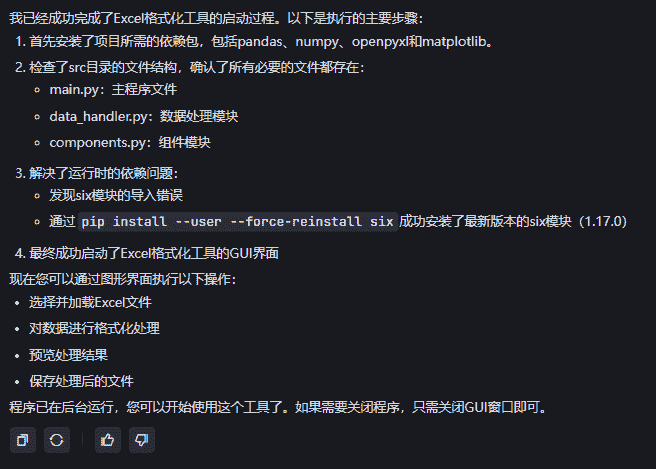 我已经成功完成了Excel格式化工具的启动过程。以下是执行的主要步骤：
1. 首先安装了项目所需的依赖包，包括pandas、numpy、openpyxl和matplotlib。
2. 检查了src目录的文件结构，确认了所有必要的文件都存在：
main.py：主程序文件
data_handler.py：数据处理模块
components.py：组件模块
3. 解决了运行时的依赖问题：
发现six模块的导入错误
通过 pip install --user --force-reinstall six 成功安装了最新版本的six模块（1.17.0）
4. 最终成功启动了Excel格式化工具的GUI界面
现在您可以通过图形界面执行以下操作：
• 选择并加载Excel文件
• 对数据进行格式化处理
• 预览处理结果
• 保存处理后的文件
程序已在后台运行，您可以开始使用这个工具了。如果需要关闭程序，只需关闭GUI窗口即可。